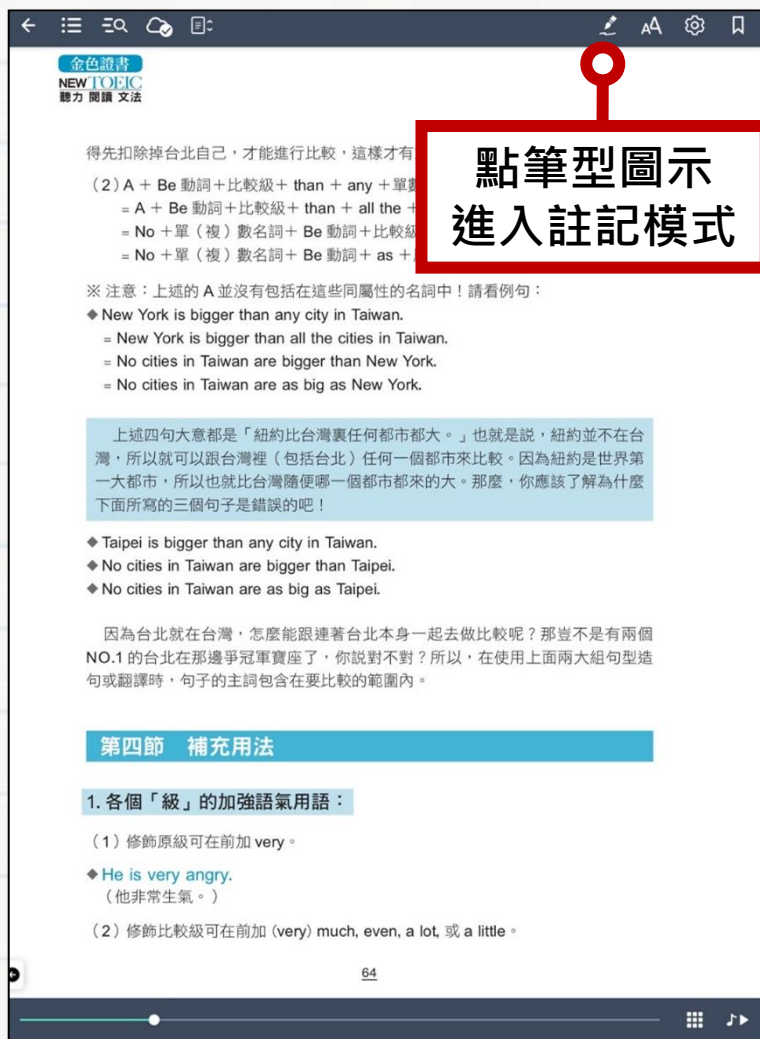 AA
金色證書
NEW TOEIC
聽力 閱讀 文法
點筆型圖示
進入註記模式
得先扣除掉台北自己，才能進行比較，這樣才有
（2）A + Be 動詞＋比較級＋ than + any ＋單
= A + Be 動詞＋比較級＋ than + all the +
= No ＋單（複）數名詞＋ Be 動詞＋比較級
= No ＋單（複）數名詞＋ Be 動詞＋ as +
※ 注意：上述的 A 並沒有包括在這些同屬性的名詞中！請看例句：
◆ New York is bigger than any city in Taiwan.
= New York is bigger than all the cities in Taiwan.
= No cities in Taiwan are bigger than New York.
= No cities in Taiwan are as big as New York.
上述四句大意都是「紐約比台灣裏任何都市都大。」也就是説，紐約並不在台
灣，所以就可以跟台灣裡（包括台北）任何一個都市來比較。因為紐約是世界第
一大都市，所以也就比台灣隨便哪一個都市都來的大。那麼，你應該了解為什麼
下面所寫的三個句子是錯誤的吧！
◆ Taipei is bigger than any city in Taiwan.
◆ No cities in Taiwan are bigger than Taipei.
◆ No cities in Taiwan are as big as Taipei.
因為台北就在台灣，怎麼能跟連著台北本身一起去做比較呢？那豈不是有兩個
NO.1 的台北在那邊爭冠軍寶座了，你説對不對？所以，在使用上面兩大組句型造
句或翻譯時，句子的主詞包含在要比較的範圍內。
第四節 補充用法
1. 各個「級」的加強語氣用語：
（1）修飾原級可在前加 very。
◆ He is very angry.
（他非常生氣。）
（2）修飾比較級可在前加 (very) much, even, a lot, 或 a little。
64